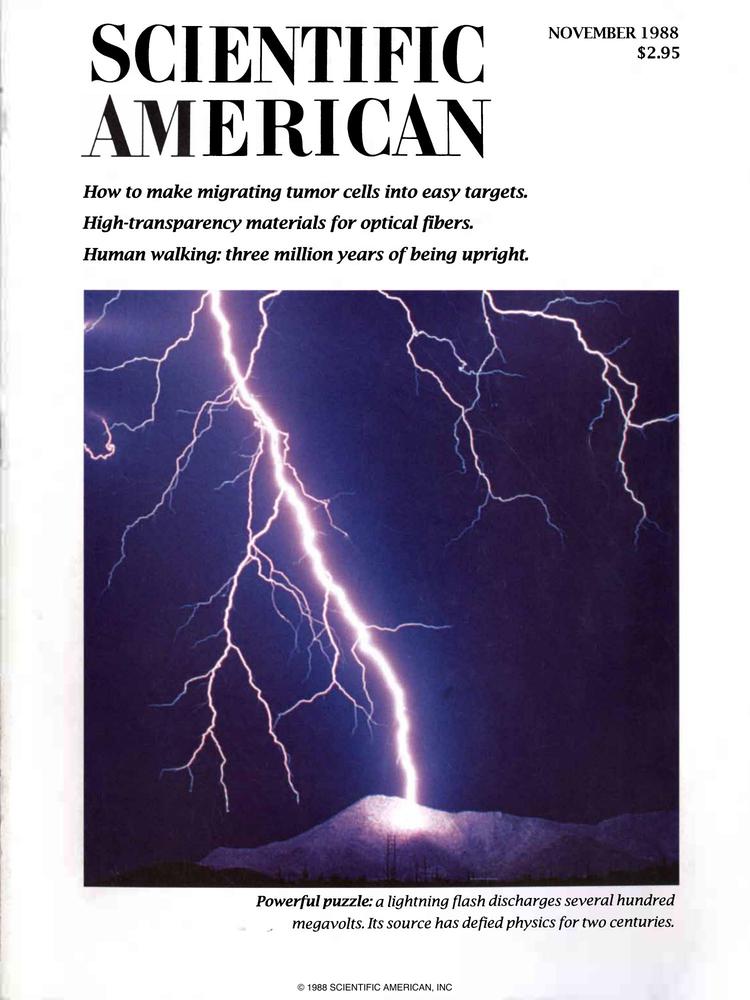 SCIENTIFIC
AMERICAN
NOVEMBER 1988
$2.95
How to make migrating tumor cells into easy targets.
High-transparency materials for optical fibers.
Human walking: three million years of being upright.
Powerful puzzle: a lightning flash discharges several hundred
megavolts. Its source has defied physics for two centuries.
© 1988 SCIENTIFIC AMERICAN, INC